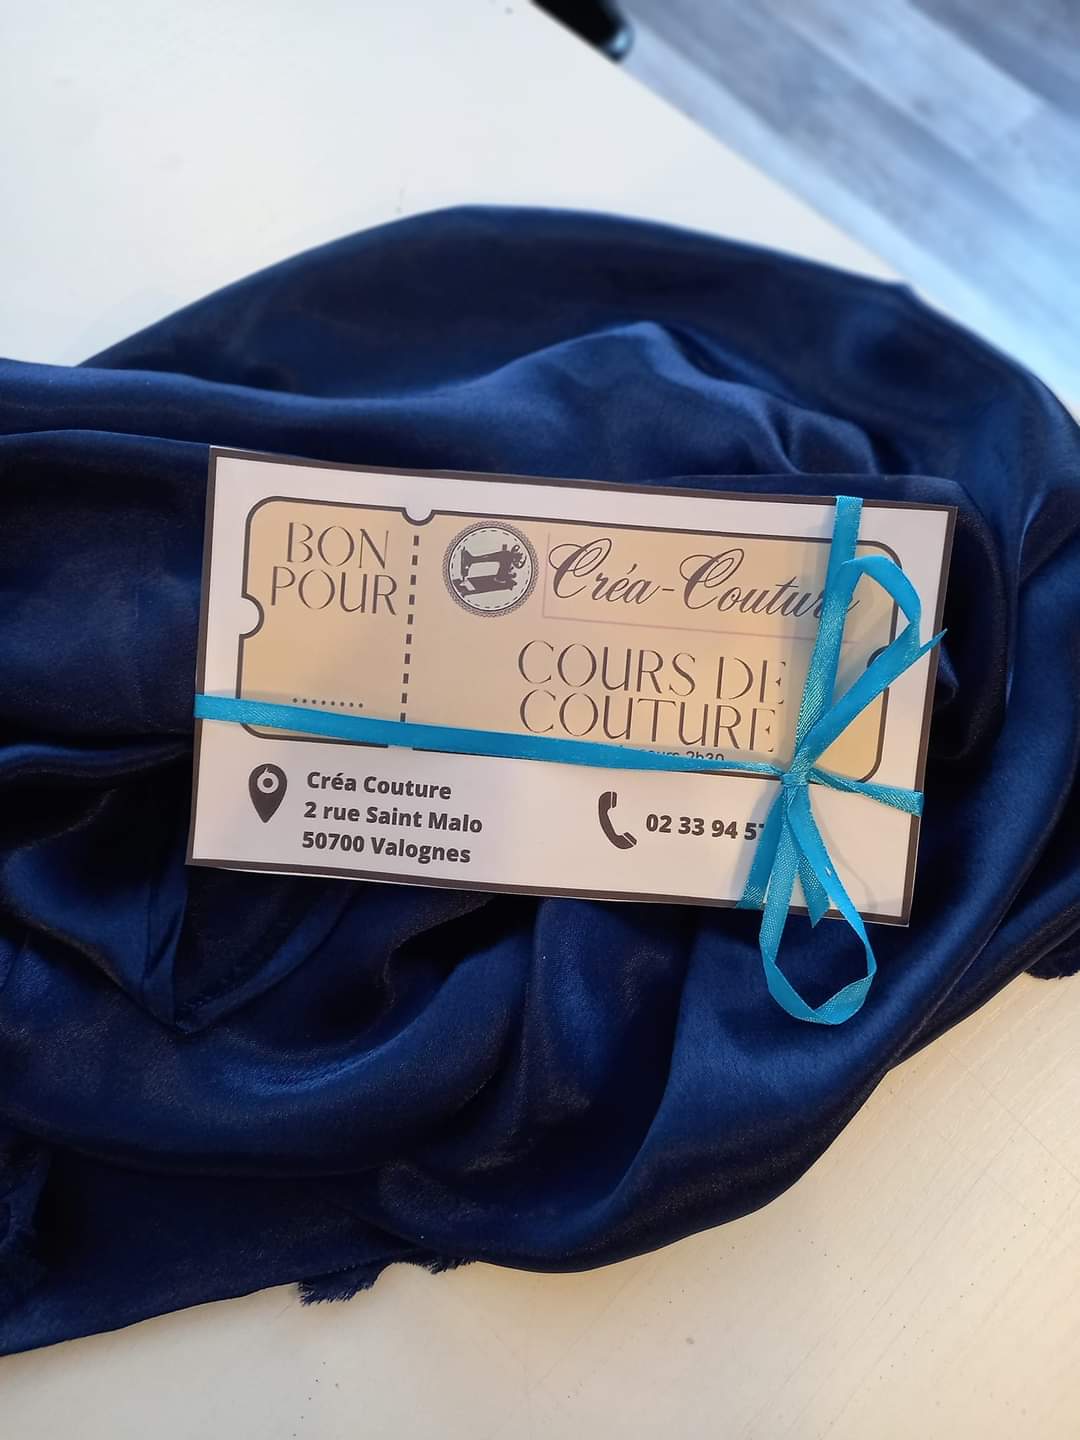 BON
POUR
........
Créa-Couture
COURS DE
COUTURE
2h30
Créa Couture
2 rue Saint Malo
50700 Valognes
02 33 94 57